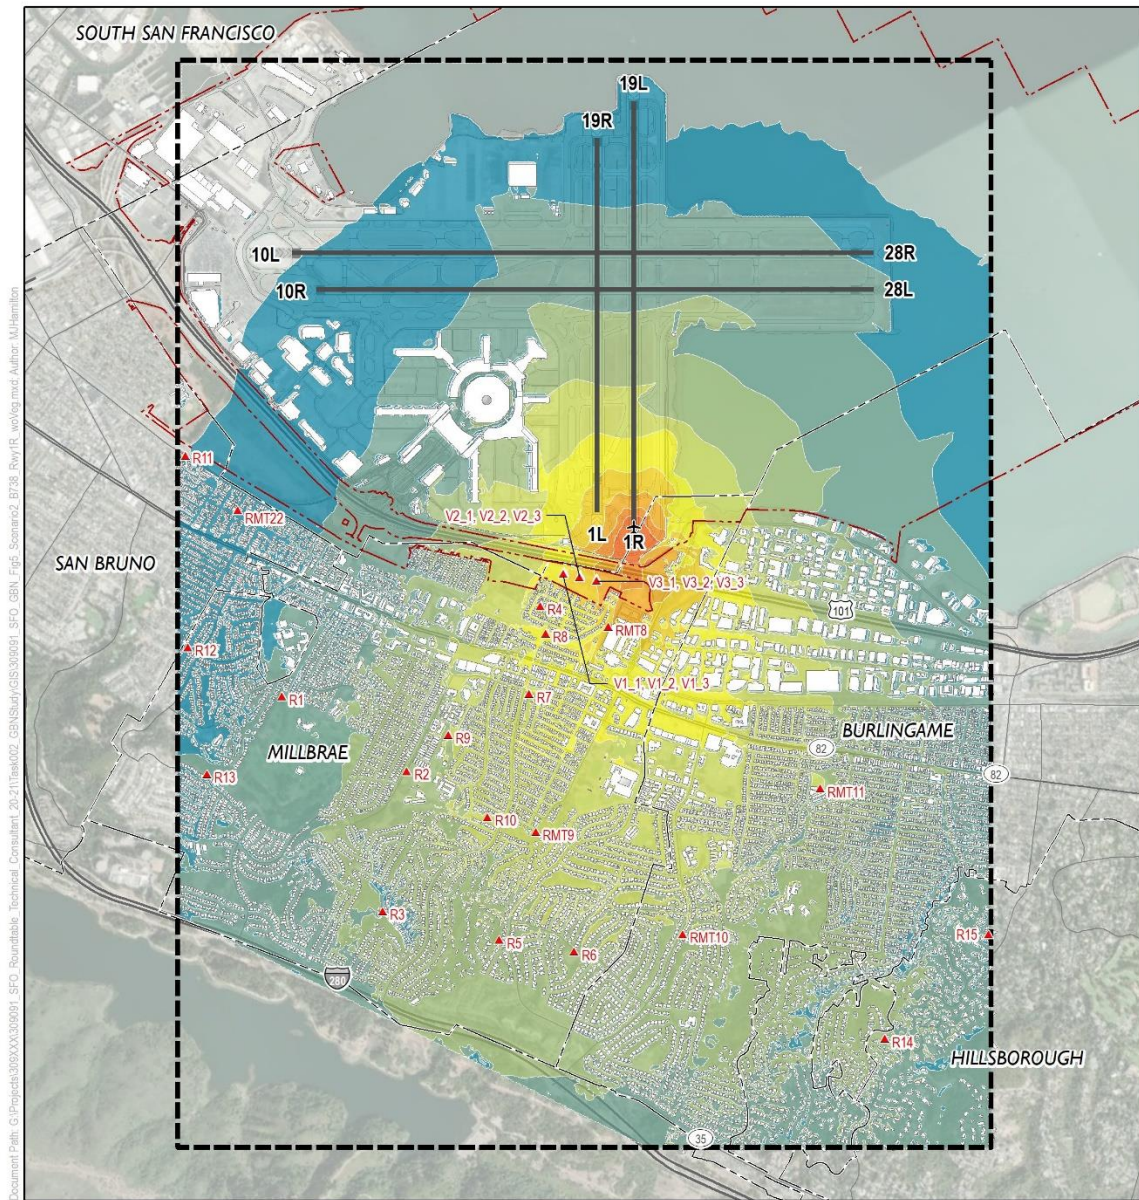 SOUTH SAN FRANCISCO
19L
19R
10L
28R
10R
28L
R11
V2_1, V2_2, V2_3
1L
1R
RMT22
SAN BRUNO
V3_1, V3_2, V3_3
R4
101
RMT8
R8
R12
V1_1, V1_2, V1_3
R1
R7
BURLINGAME
R9
MILLBRAE
82
R13
R2
82
RMT11
R10
RMT9
R3
R5
RMT10
R15
R6
280
R14
HILLSBOROUGH
35